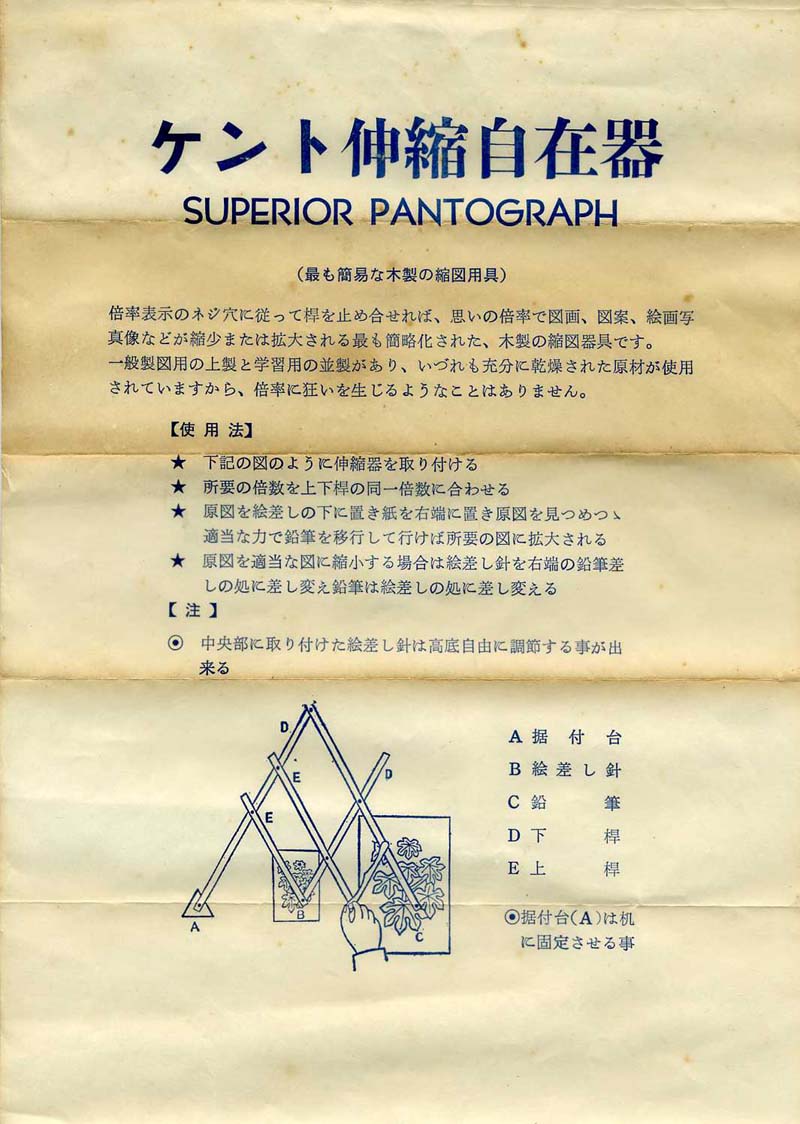 ケント伸縮自在器
SUPERIOR PANTOGRAPH
(最も簡易な木製の縮図用具)
倍率表示のネジ穴に従って桿を止め合せれば、思いの倍率で図画、図案、絵画写
真像などが縮少または拡大される最も簡略化された、木製の縮図器具です。
一般製図用の上製と学習用の並製があり、いづれも充分に乾燥された原材が使用
されていますから、倍率に狂いを生じるようなことはありません。
【使用法】
★ 下記の図のように伸縮器を取り付ける
★ 所要の倍数を上下桿の同一倍数に合わせる
★ 原図を絵差しの下に置き紙を右端に置き原図を見つめつゝ
適当な力で鉛筆を移行して行けば所要の図に拡大される
★ 原図を適当な図に縮小する場合は絵差し針を右端の鉛筆差
しの処に差し変え鉛筆は絵差しの処に差し変える
【注】
◉ 中央部に取り付けた絵差し針は高底自由に調節する事が出
来る
D
E
D
E
A
B
C
A 据付台
B 絵差し針
C 鉛筆
D 下桿
E 上桿
◉据付台(A)は机
に固定させる事